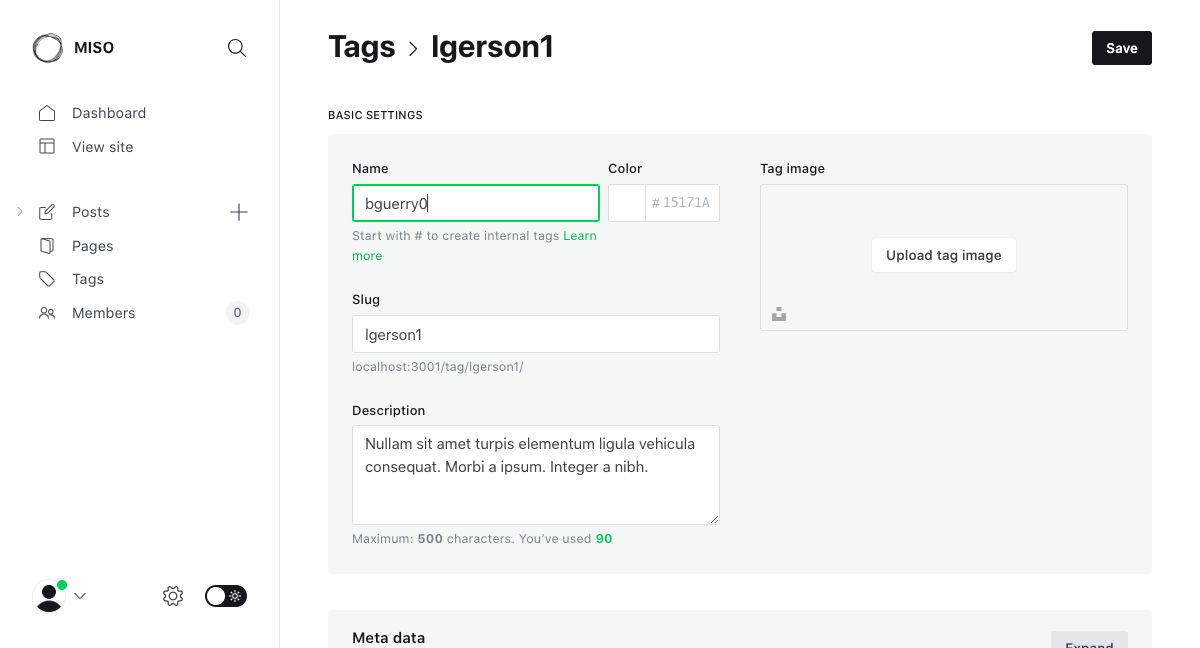 MISO
Dashboard
View site
Posts
Pages
Tags
Members 0
Tags › lgerson1
Save
BASIC SETTINGS
Name
bguerry0
Start with # to create internal tags Learn
more
Color
# 15171A
Slug
lgerson1
localhost:3001/tag/lgerson1/
Description
Nullam sit amet turpis elementum ligula vehicula
consequat. Morbi a ipsum. Integer a nibh.
Maximum: 500 characters. You’ve used 90
Tag image
Upload tag image
Meta data
Expand